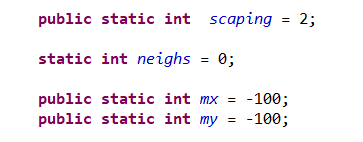 public static int  scaping = 2;
static int neighs = 0;
public static int mx = -100;
public static int my = -100;